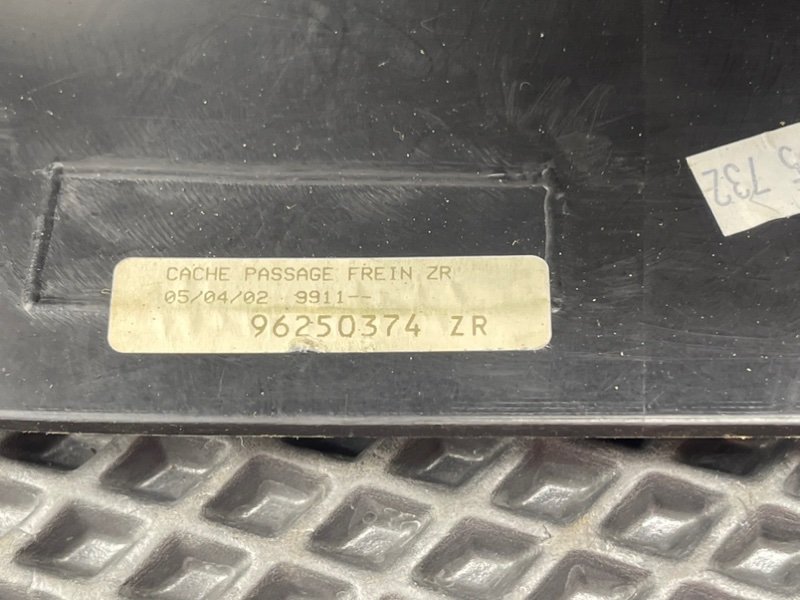 CACHE PASSAGE FREIN ZR
05/04/02 9911--
96250374 ZR
732